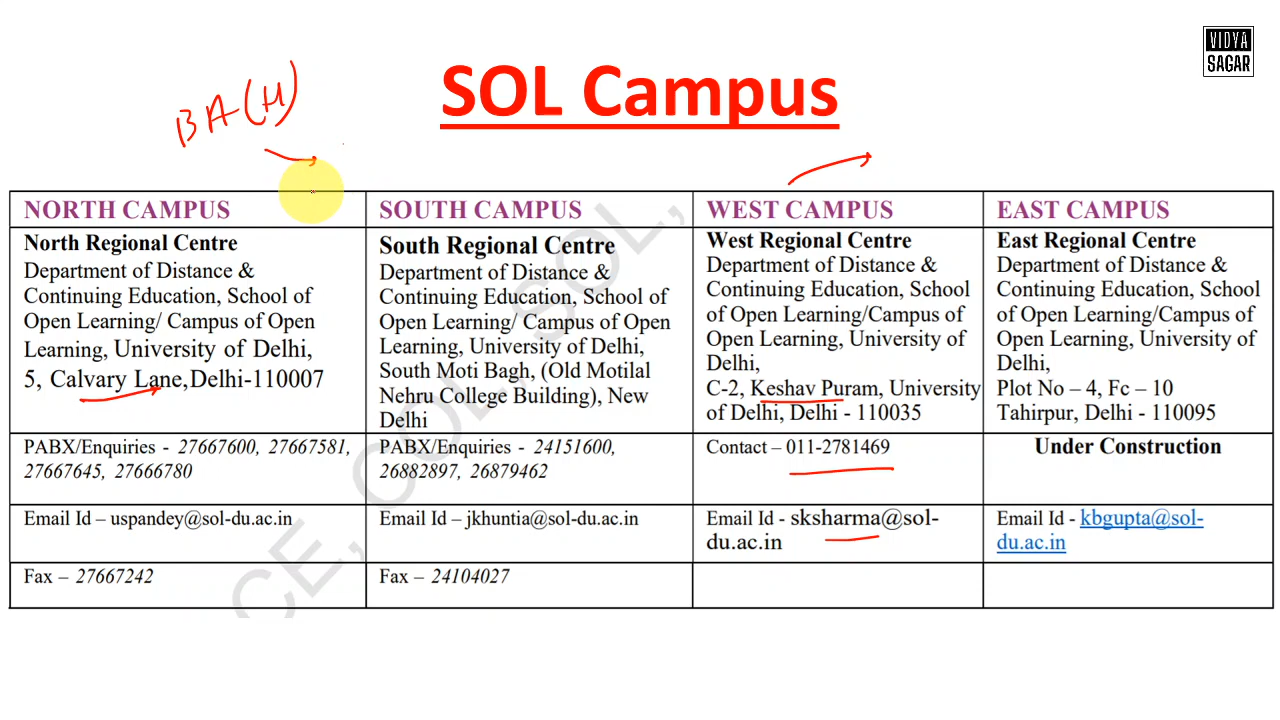 VIDYA
SAGAR
SOL Campus
BA(H)
NORTH CAMPUS
North Regional Centre
Department of Distance &
Continuing Education, School of
Open Learning/ Campus of Open
Learning, University of Delhi,
5, Calvary Lane,Delhi-110007
PABX/Enquiries - 27667600, 27667581,
27667645, 27666780
Email Id – uspandey@sol-du.ac.in
Fax – 27667242
SOUTH CAMPUS
South Regional Centre
Department of Distance &
Continuing Education, School of
Open Learning/ Campus of Open
Learning, University of Delhi,
South Moti Bagh, (Old Motilal
Nehru College Building), New
Delhi
PABX/Enquiries - 24151600,
26882897, 26879462
Email Id – jkhuntia@sol-du.ac.in
Fax – 24104027
WEST CAMPUS
West Regional Centre
Department of Distance &
Continuing Education, School
of Open Learning/Campus of
Open Learning, University of
Delhi,
C-2, Keshav Puram, University
of Delhi, Delhi - 110035
Contact – 011-2781469
Email Id - sksharma@sol-
du.ac.in
EAST CAMPUS
East Regional Centre
Department of Distance &
Continuing Education, School
of Open Learning/Campus of
Open Learning, University of
Delhi,
Plot No – 4, Fc – 10
Tahirpur, Delhi - 110095
Under Construction
Email Id - kbgupta@sol-
du.ac.in
CE, COL, SOL,